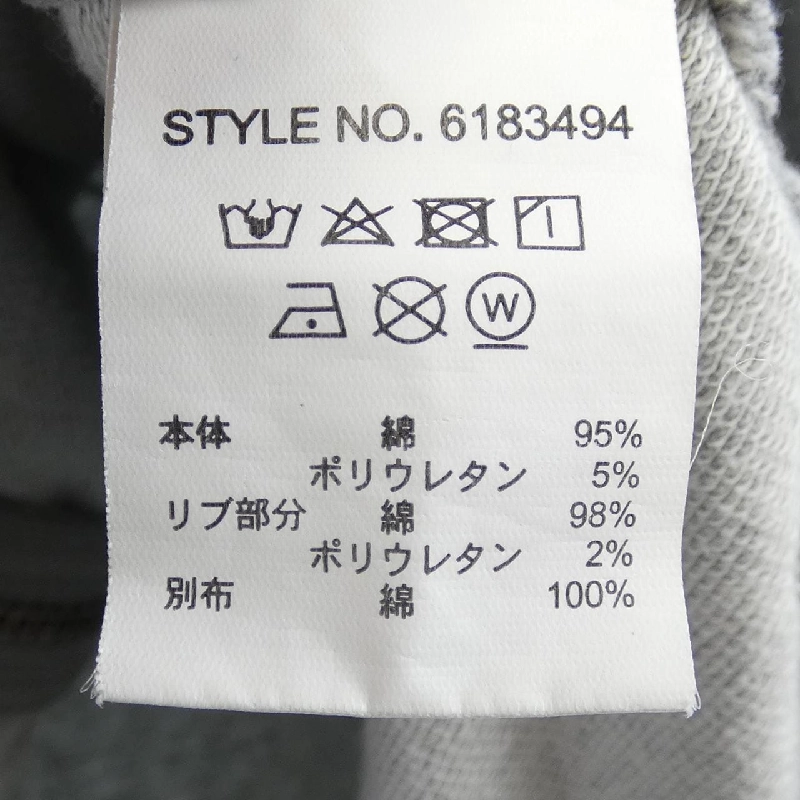 STYLE NO. 6183494
W
本体 綿 95%
ポリウレタン 5%
リブ部分 綿 98%
ポリウレタン 2%
別布 綿 100%